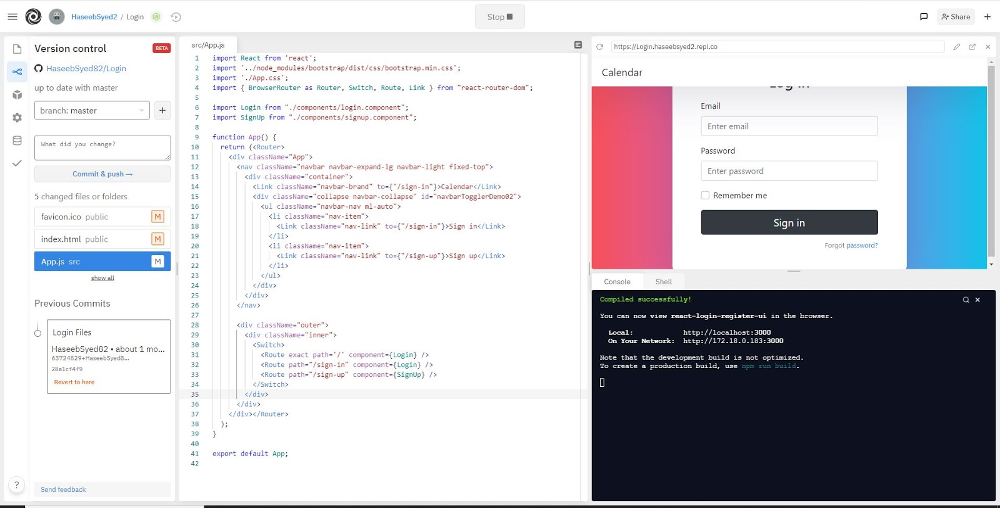 HaseebSyed2 / Login
Stop
Share
Version control
BETA
HaseebSyed82/Login
up to date with master
branch: master
+
What did you change?
Commit & push →
5 changed files or folders
favicon.ico public M
index.html public M
App.js src M
show all
Previous Commits
Login Files
HaseebSyed82 • about 1 mo...
63724529+HaseebSyed8...
28a1cf4f9
Revert to here
?
Send feedback
src/App.js
1 import React from 'react';
2 import '../node_modules/bootstrap/dist/css/bootstrap.min.css';
3 import './App.css';
4 import { BrowserRouter as Router, Switch, Route, Link } from "react-router-dom";
5
6 import Login from "./components/login.component";
7 import SignUp from "./components/signup.component";
8
9 function App() {
10 return (<Router>
11 <div className="App">
12 <nav className="navbar navbar-expand-lg navbar-light fixed-top">
13 <div className="container">
14 <Link className="navbar-brand" to={"/sign-in"}>Calendar</Link>
15 <div className="collapse navbar-collapse" id="navbarTogglerDemo02">
16 <ul className="navbar-nav ml-auto">
17 <li className="nav-item">
18 <Link className="nav-link" to={"/sign-in"}>Sign in</Link>
19 </li>
20 <li className="nav-item">
21 <Link className="nav-link" to={"/sign-up"}>Sign up</Link>
22 </li>
23 </ul>
24 </div>
25 </div>
26 </nav>
27
28 <div className="outer">
29 <div className="inner">
30 <Switch>
31 <Route exact path='/' component={Login} />
32 <Route path="/sign-in" component={Login} />
33 <Route path="/sign-up" component={SignUp} />
34 </Switch>
35 </div>
36 </div>
37 </div></Router>
38 );
39 }
40
41 export default App;
42
https://Login.haseebsyed2.repl.co
Calendar
Log in
Email
Enter email
Password
Enter password
Remember me
Sign in
Forgot password?
Console Shell
Compiled successfully!
You can now view react-login-register-ui in the browser.
Local: http://localhost:3000
On Your Network: http://172.18.0.183:3000
Note that the development build is not optimized.
To create a production build, use npm run build.